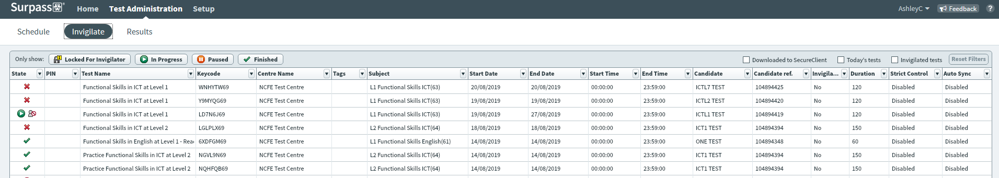 Surpass Home Test Administration Setup AshleyC Feedback ?
Schedule Invigilate Results
Only show: Locked For Invigilator In Progress Paused Finished Downloaded to SecureClient Today's tests Invigilated tests Reset Filters
State PIN Test Name Keycode Centre Name Tags Subject Start Date End Date Start Time End Time Candidate Candidate ref. Invigila... Duration Strict Control Auto Sync
Functional Skills in ICT at Level 1 WNHYTW69 NCFE Test Centre L1 Functional Skills ICT(63) 20/08/2019 20/08/2019 00:00:00 23:59:00 ICTL7 TEST 104894425 No 120 Disabled Disabled
Functional Skills in ICT at Level 1 Y9MYQG69 NCFE Test Centre L1 Functional Skills ICT(63) 19/08/2019 19/08/2019 00:00:00 23:59:00 ICTL2 TEST 104894420 No 120 Disabled Disabled
Functional Skills in ICT at Level 1 LD7N6J69 NCFE Test Centre L1 Functional Skills ICT(63) 19/08/2019 27/08/2019 00:00:00 23:59:00 ICTL1 TEST 104894419 No 120 Disabled Disabled
Functional Skills in ICT at Level 2 LGLPLX69 NCFE Test Centre L2 Functional Skills ICT(64) 18/08/2019 18/08/2019 00:00:00 23:59:00 ICT1 TEST 104894394 No 150 Disabled Disabled
Functional Skills in English at Level 1 - Rea 6XDFGM69 NCFE Test Centre L1 Functional Skills English(61) 14/08/2019 14/08/2019 00:00:00 23:59:00 ONE TEST 104894348 No 60 Disabled Disabled
Practice Functional Skills in ICT at Level 2 NGVL9N69 NCFE Test Centre L2 Functional Skills ICT(64) 14/08/2019 14/08/2019 00:00:00 23:59:00 ICT1 TEST 104894394 No 150 Disabled Disabled
Practice Functional Skills in ICT at Level 2 NQHFQB69 NCFE Test Centre L2 Functional Skills ICT(64) 14/08/2019 14/08/2019 00:00:00 23:59:00 ICT1 TEST 104894394 No 150 Disabled Disabled